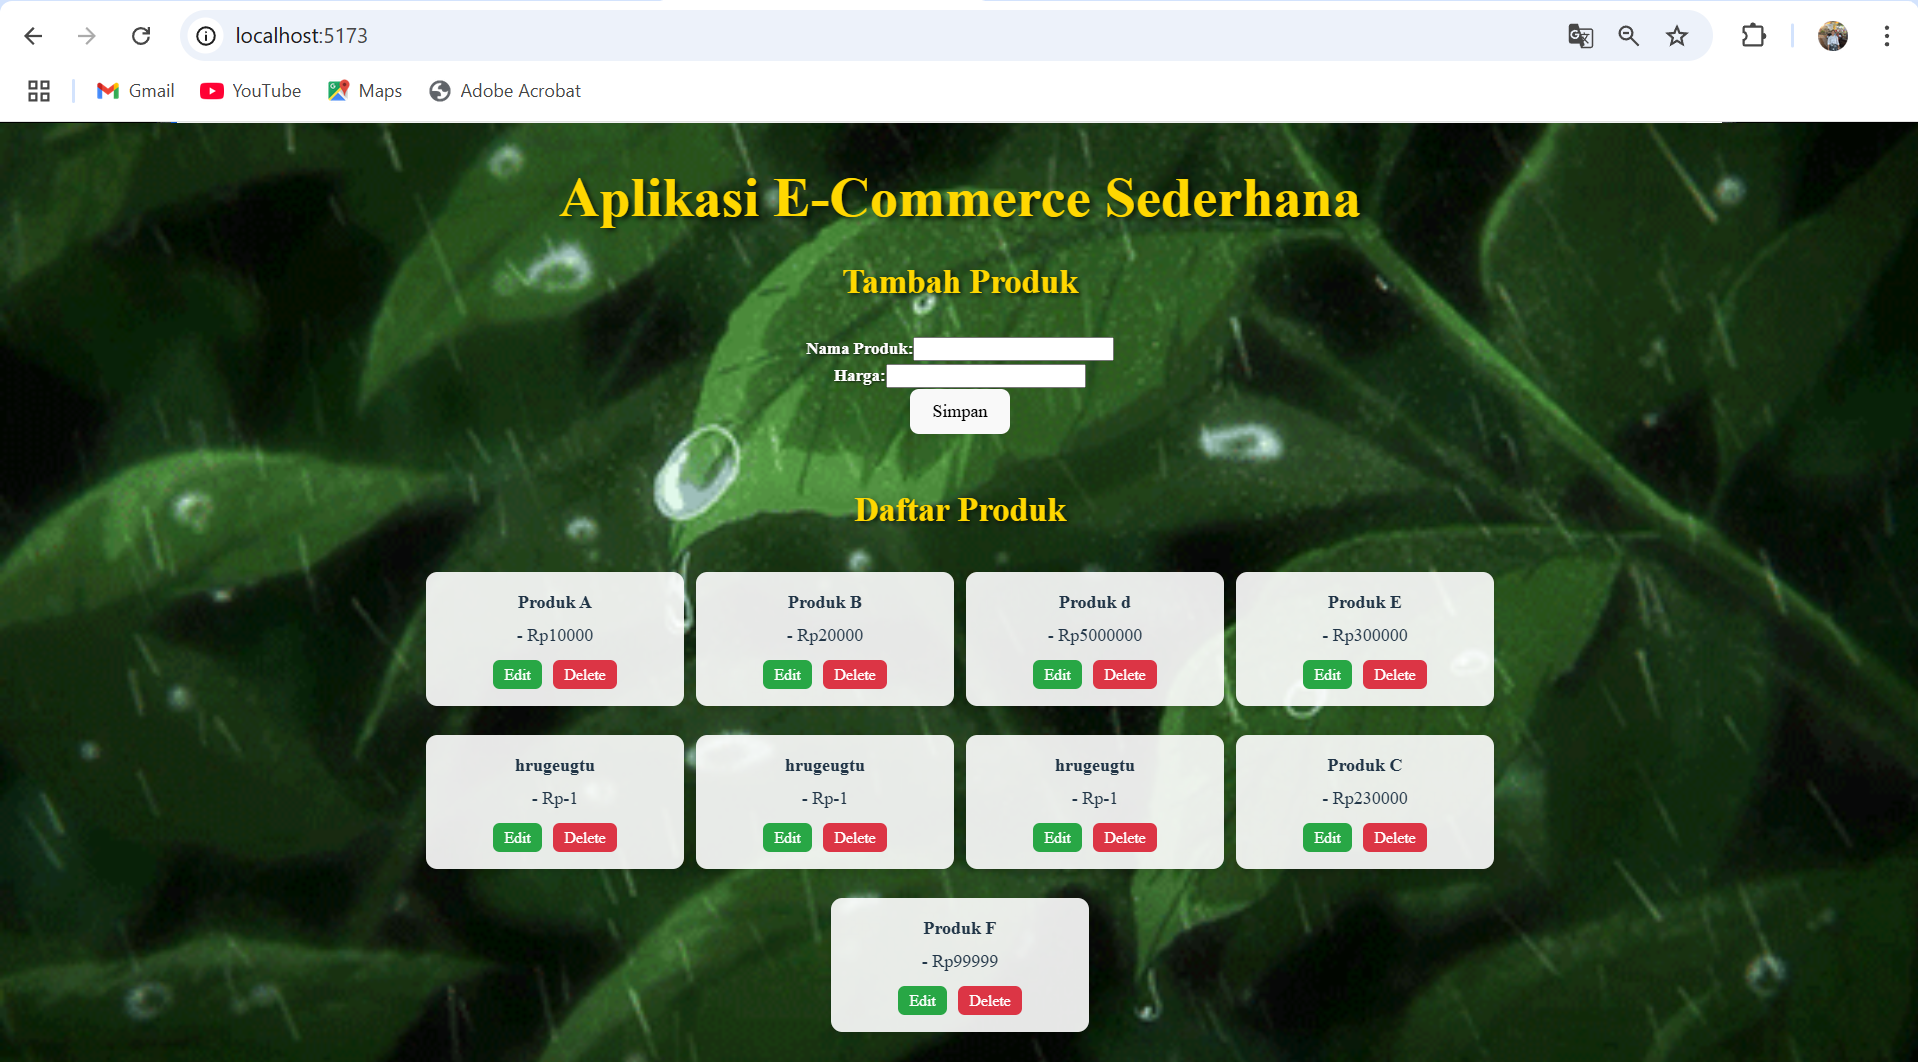 localhost:5173
Gmail YouTube Maps Adobe Acrobat
Aplikasi E-Commerce Sederhana
Tambah Produk
Nama Produk:
Harga:
Simpan
Daftar Produk
Produk A
- Rp10000
Edit Delete
Produk B
- Rp20000
Edit Delete
Produk d
- Rp5000000
Edit Delete
Produk E
- Rp300000
Edit Delete
hrugeugtu
- Rp-1
Edit Delete
hrugeugtu
- Rp-1
Edit Delete
hrugeugtu
- Rp-1
Edit Delete
Produk C
- Rp230000
Edit Delete
Produk F
- Rp99999
Edit Delete